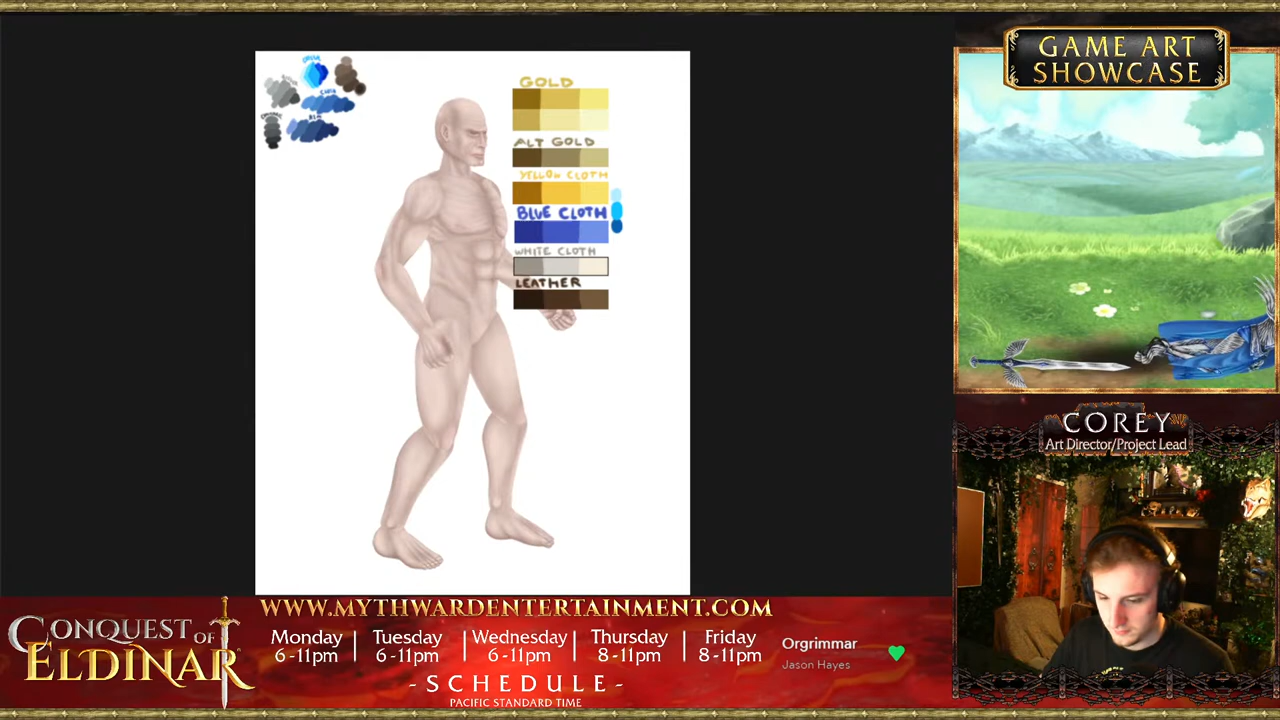 GOLD
ALT GOLD
YELLOW CLOTH
BLUE CLOTH
WHITE CLOTH
LEATHER
GAME ART
SHOWCASE
COREY
Art Director/Project Lead
CONQUEST OF
ELDINAR
WWW.MYTHWARDENTERTAINMENT.COM
Monday | Tuesday | Wednesday | Thursday | Friday
6-11pm 6-11pm 6-11pm 8-11pm 8-11pm
- SCHEDULE -
PACIFIC STANDARD TIME
Orgrimmar
Jason Hayes